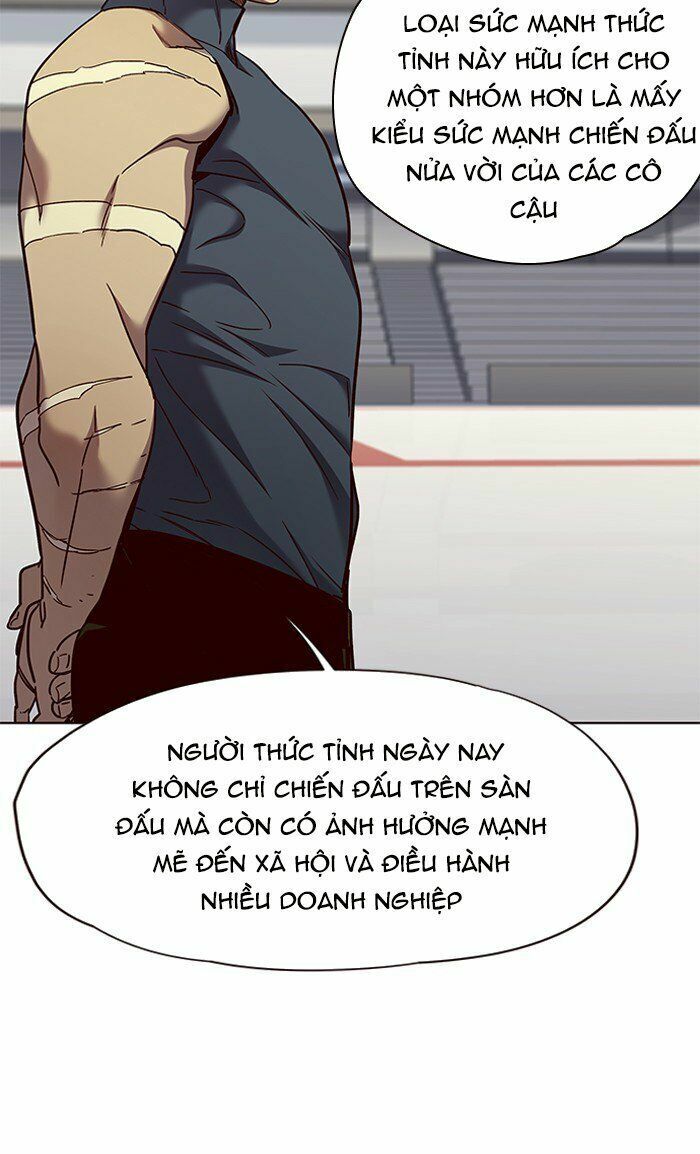 LOẠI SỨC MẠNH THỨC
TỈNH NÀY HỮU ÍCH CHO
MỘT NHÓM HƠN LÀ MẤY
KIỂU SỨC MẠNH CHIẾN ĐẤU
NỬA VỜI CỦA CÁC CÔ
CẬU
NGƯỜI THỨC TỈNH NGÀY NAY
KHÔNG CHỈ CHIẾN ĐẤU TRÊN SÀN
ĐẤU MÀ CÒN CÓ ẢNH HƯỞNG MẠNH
MẼ ĐẾN XÃ HỘI VÀ ĐIỀU HÀNH
NHIỀU DOANH NGHIỆP